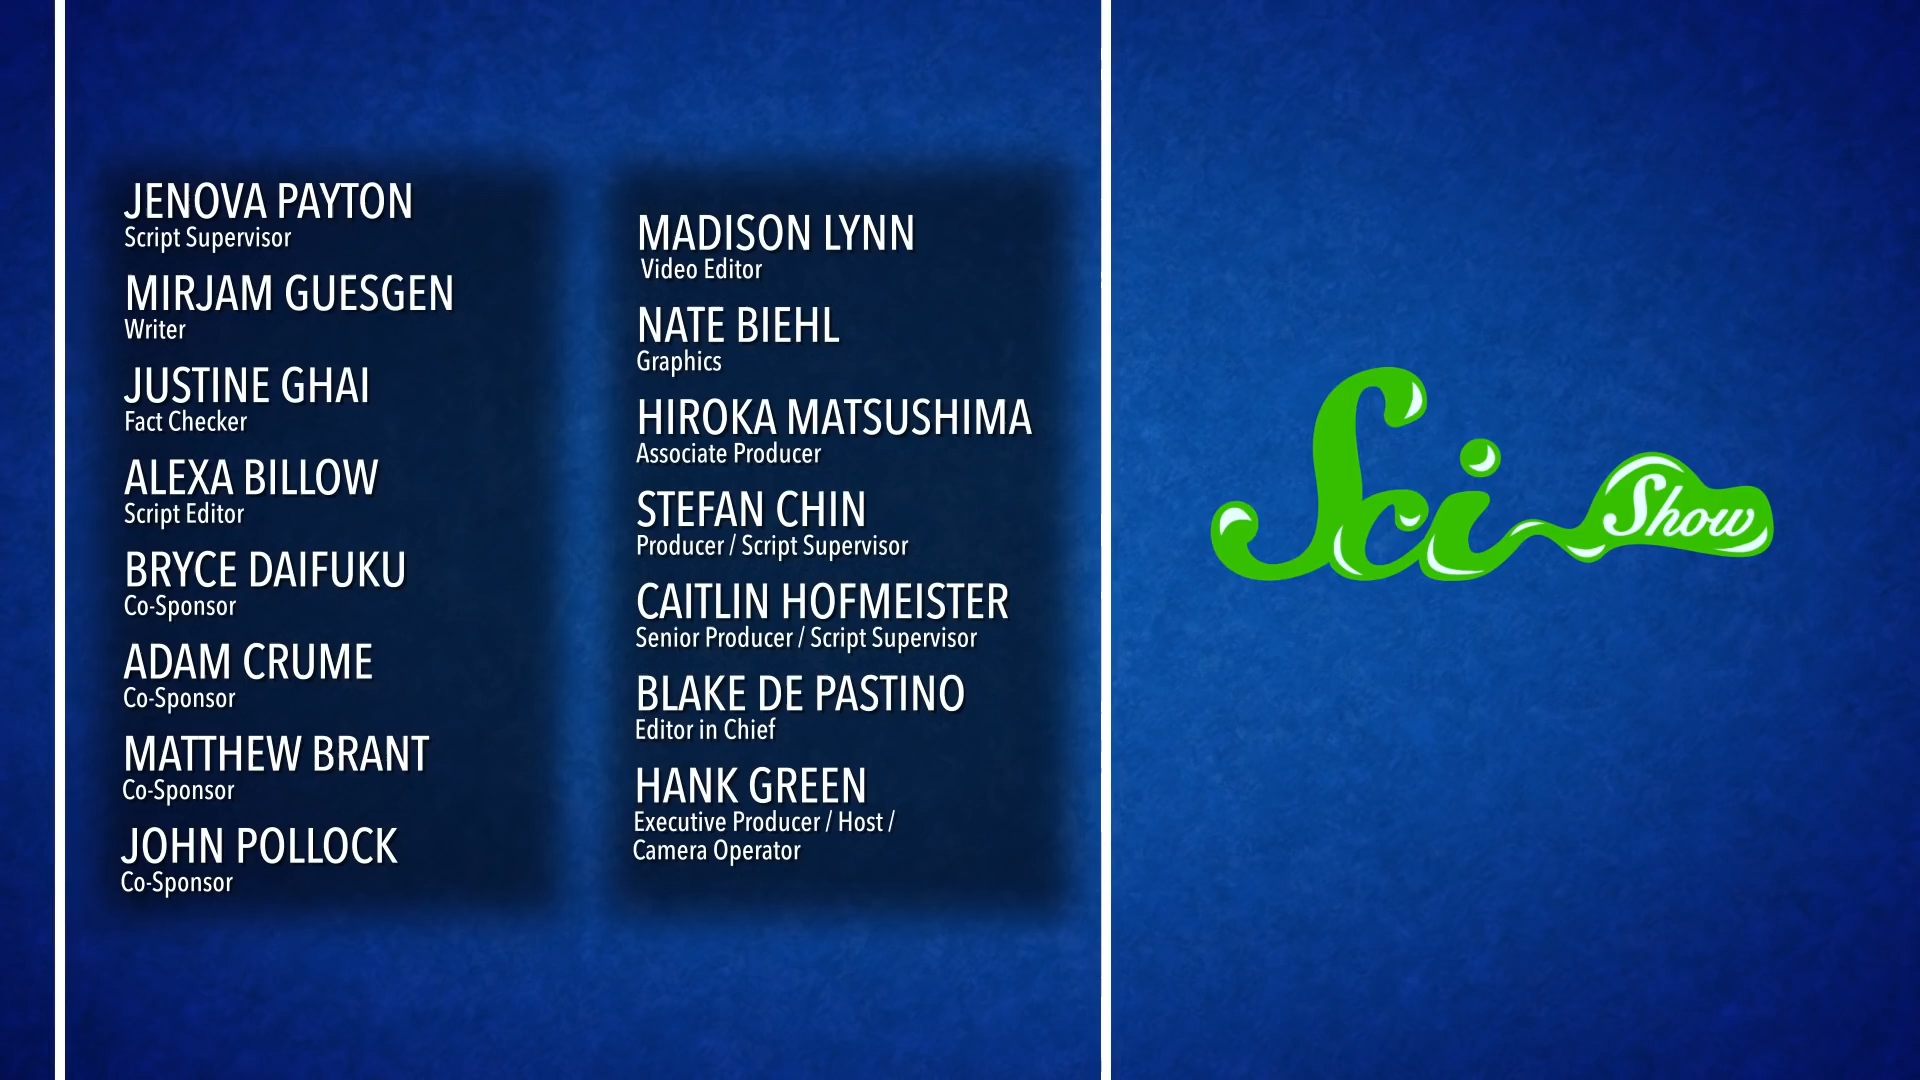 JENOVA PAYTON
Script Supervisor
MIRJAM GUESGEN
Writer
JUSTINE GHAI
Fact Checker
ALEXA BILLOW
Script Editor
BRYCE DAIFUKU
Co-Sponsor
ADAM CRUME
Co-Sponsor
MATTHEW BRANT
Co-Sponsor
JOHN POLLOCK
Co-Sponsor
MADISON LYNN
Video Editor
NATE BIEHL
Graphics
HIROKA MATSUSHIMA
Associate Producer
STEFAN CHIN
Producer / Script Supervisor
CAITLIN HOFMEISTER
Senior Producer / Script Supervisor
BLAKE DE PASTINO
Editor in Chief
HANK GREEN
Executive Producer / Host /
Camera Operator
Sci Show